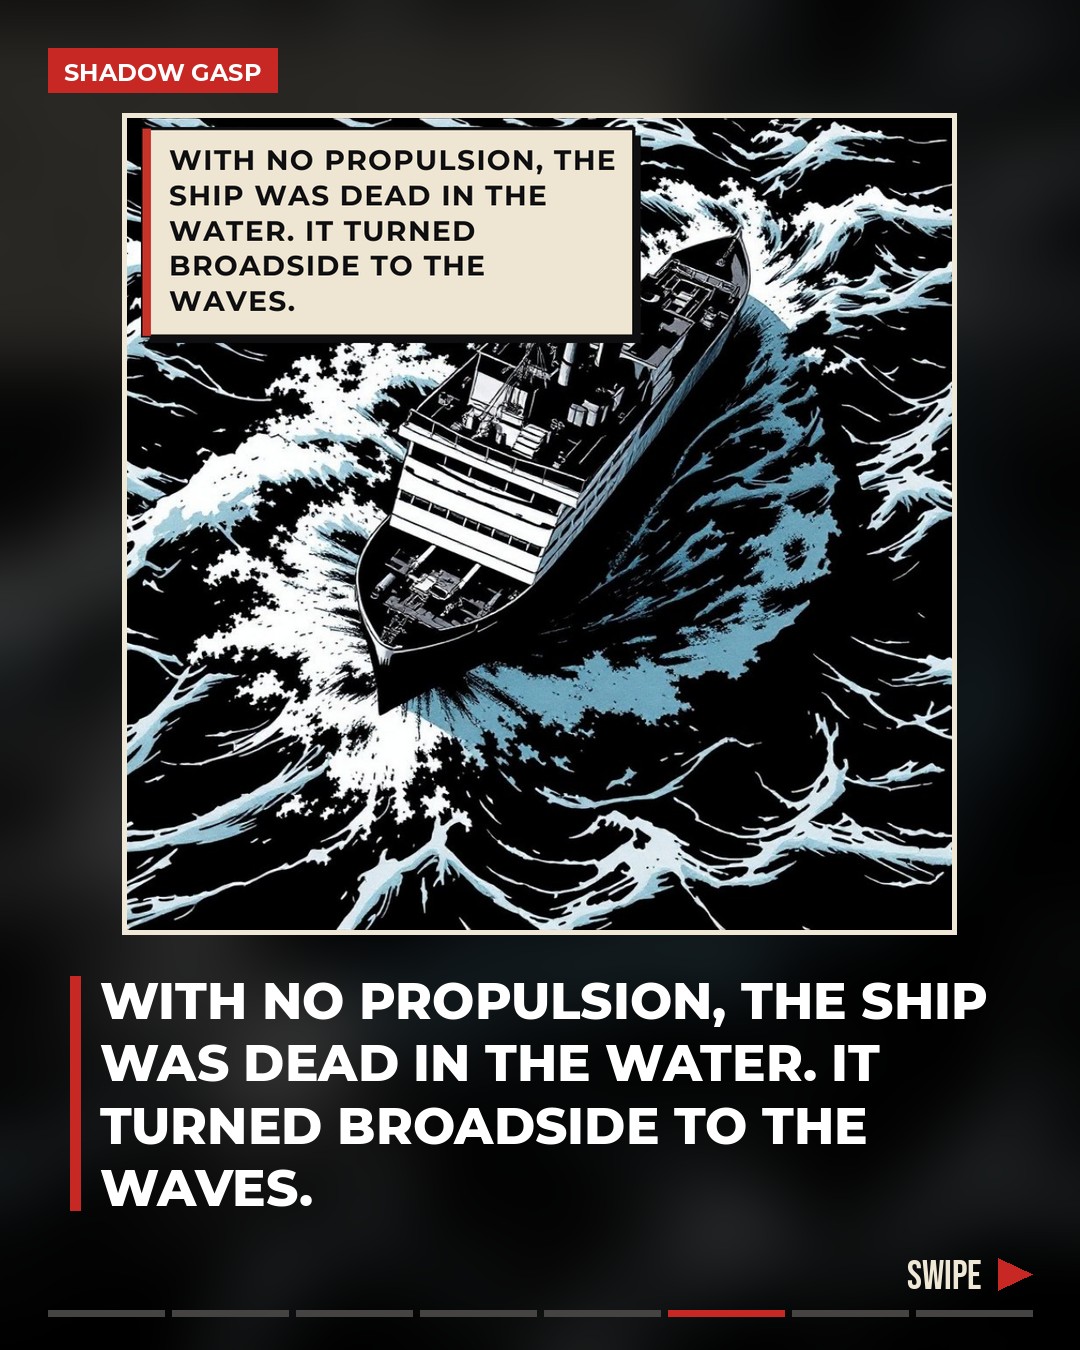 SHADOW GASP
WITH NO PROPULSION, THE
SHIP WAS DEAD IN THE
WATER. IT TURNED
BROADSIDE TO THE
WAVES.
WITH NO PROPULSION, THE SHIP
WAS DEAD IN THE WATER. IT
TURNED BROADSIDE TO THE
WAVES.
SWIPE